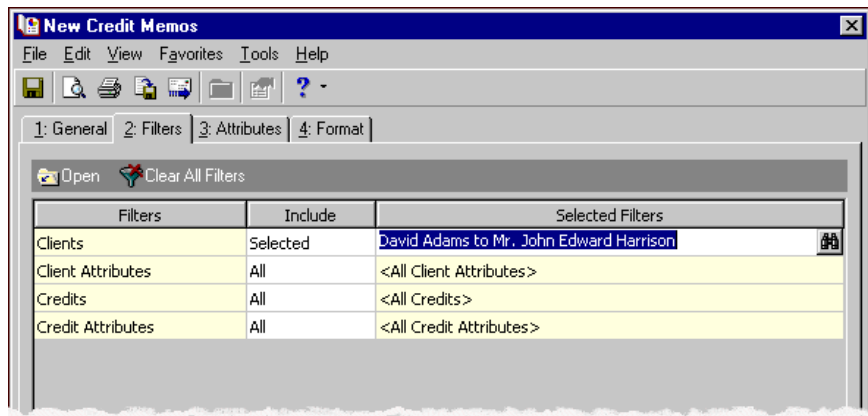 New Credit Memos
File Edit View Favorites Tools Help
?
1: General 2: Filters 3: Attributes 4: Format
Open Clear All Filters
Filters Include Selected Filters
Clients Selected David Adams to Mr. John Edward Harrison
Client Attributes All <All Client Attributes>
Credits All <All Credits>
Credit Attributes All <All Credit Attributes>